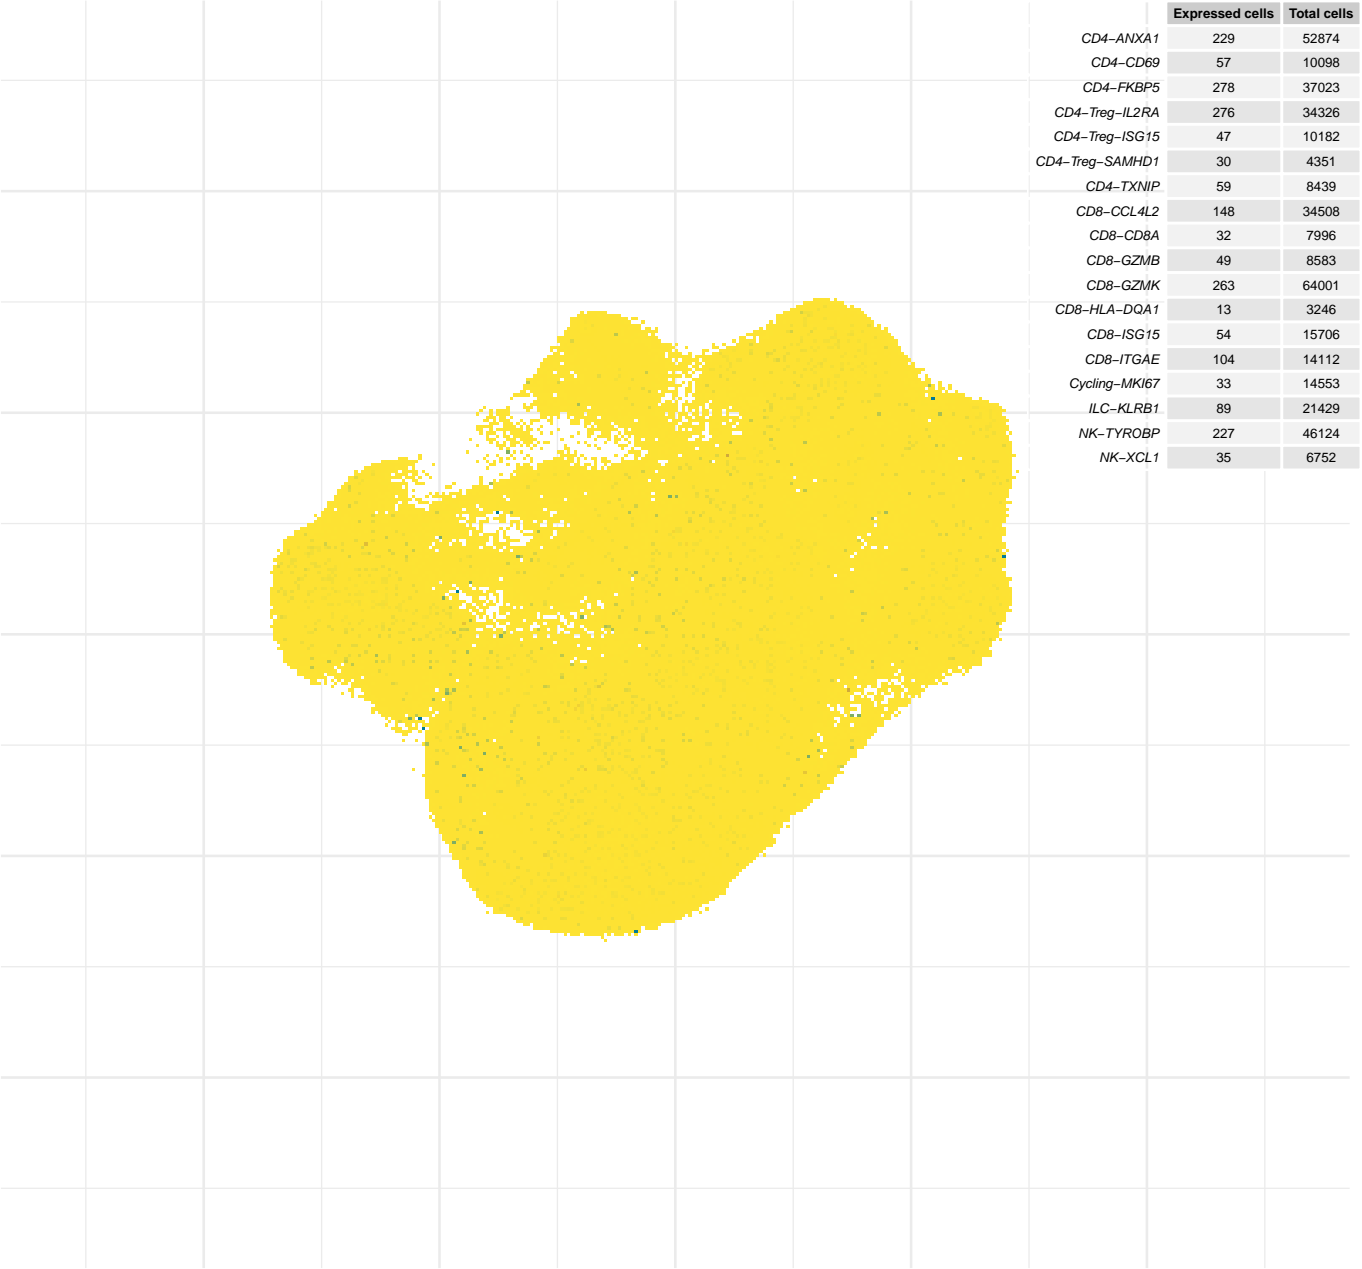 Expressed cells Total cells
CD4−ANXA1 229 52874
CD4−CD69 57 10098
CD4−FKBP5 278 37023
CD4−Treg−IL2RA 276 34326
CD4−Treg−ISG15 47 10182
CD4−Treg−SAMHD1 30 4351
CD4−TXNIP 59 8439
CD8−CCL4L2 148 34508
CD8−CD8A 32 7996
CD8−GZMB 49 8583
CD8−GZMK 263 64001
CD8−HLA−DQA1 13 3246
CD8−ISG15 54 15706
CD8−ITGAE 104 14112
Cycling−MKI67 33 14553
ILC−KLRB1 89 21429
NK−TYROBP 227 46124
NK−XCL1 35 6752